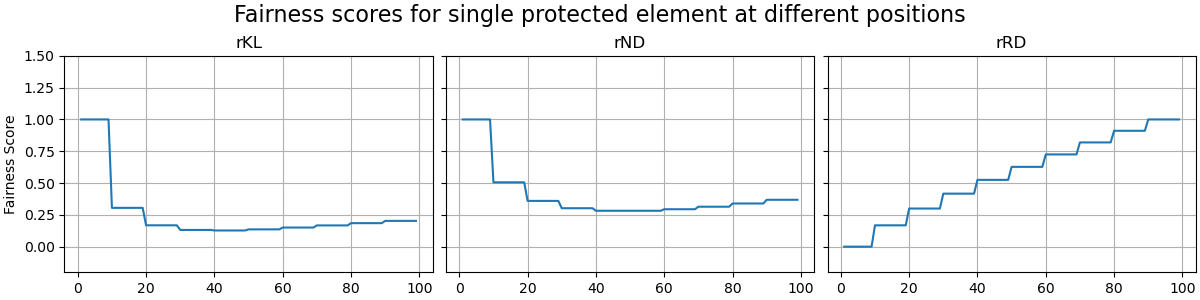 Fairness scores for single protected element at different positions
rKL
rND
rRD
Fairness Score
1.50
1.25
1.00
0.75
0.50
0.25
0.00
0 20 40 60 80 100
0 20 40 60 80 100
0 20 40 60 80 100